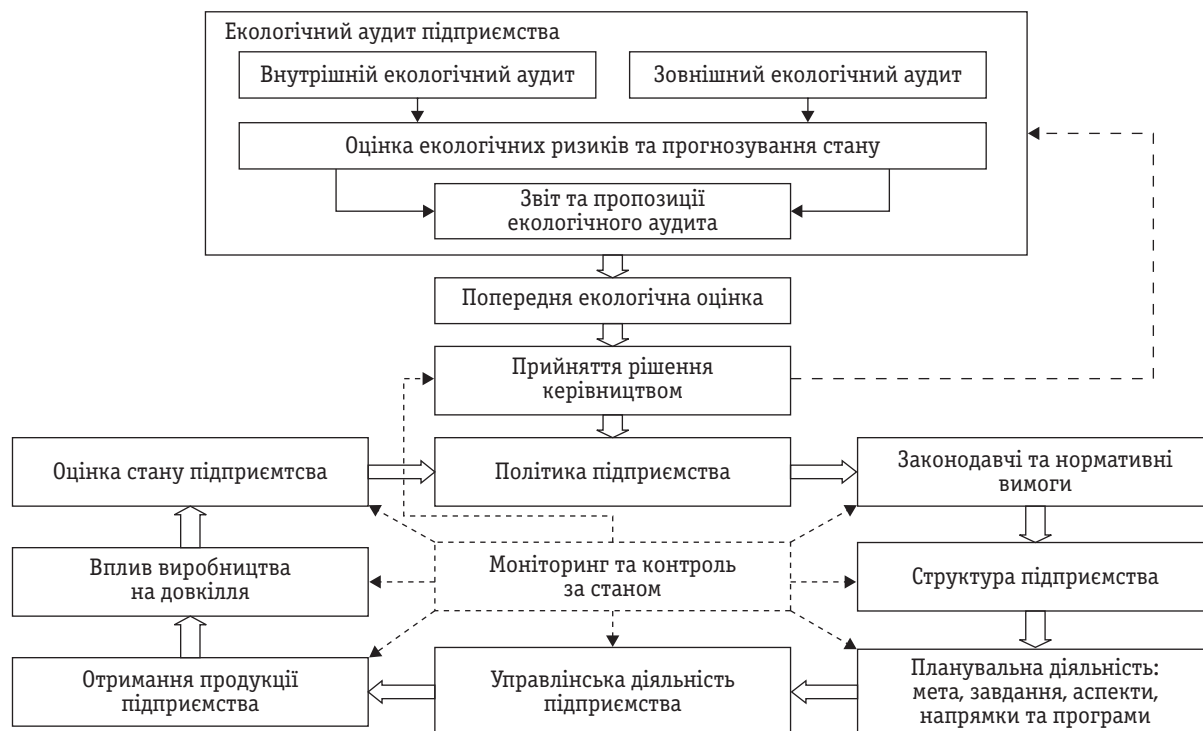 Екологічний аудит підприємства
Внутрішній екологічний аудит
Зовнішний екологічний аудит
Оцінка екологічних ризиків та прогнозування стану
Звіт та пропозиції
екологічного аудита
Попередня екологічна оцінка
Прийняття рішення
керівництвом
Оцінка стану підприємтсва
Політика підприємства
Законодавчі та нормативні
вимоги
Вплив виробництва
на довкілля
Моніторинг та контроль
за станом
Структура підприємства
Отримання продукції
підприємства
Управлінська діяльність
підприємства
Планувальна діяльність:
мета, завдання, аспекти,
напрямки та програми